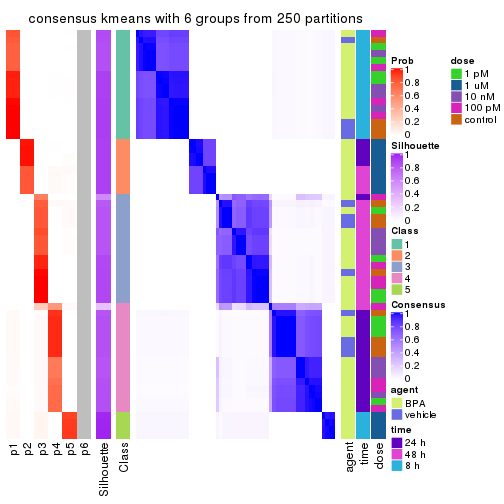 consensus kmeans with 6 groups from 250 partitions
Prob
1
0.8
0.6
0.4
0.2
0
Silhouette
1
0.8
0.6
0.4
0.2
0
Class
1
2
3
4
5
Consensus
1
0.8
0.6
0.4
0.2
0
agent
BPA
vehicle
time
24 h
48 h
8 h
dose
1 pM
1 uM
10 nM
100 pM
control
p1
p2
p3
p4
p5
p6
Silhouette
Class
agent
time
dose